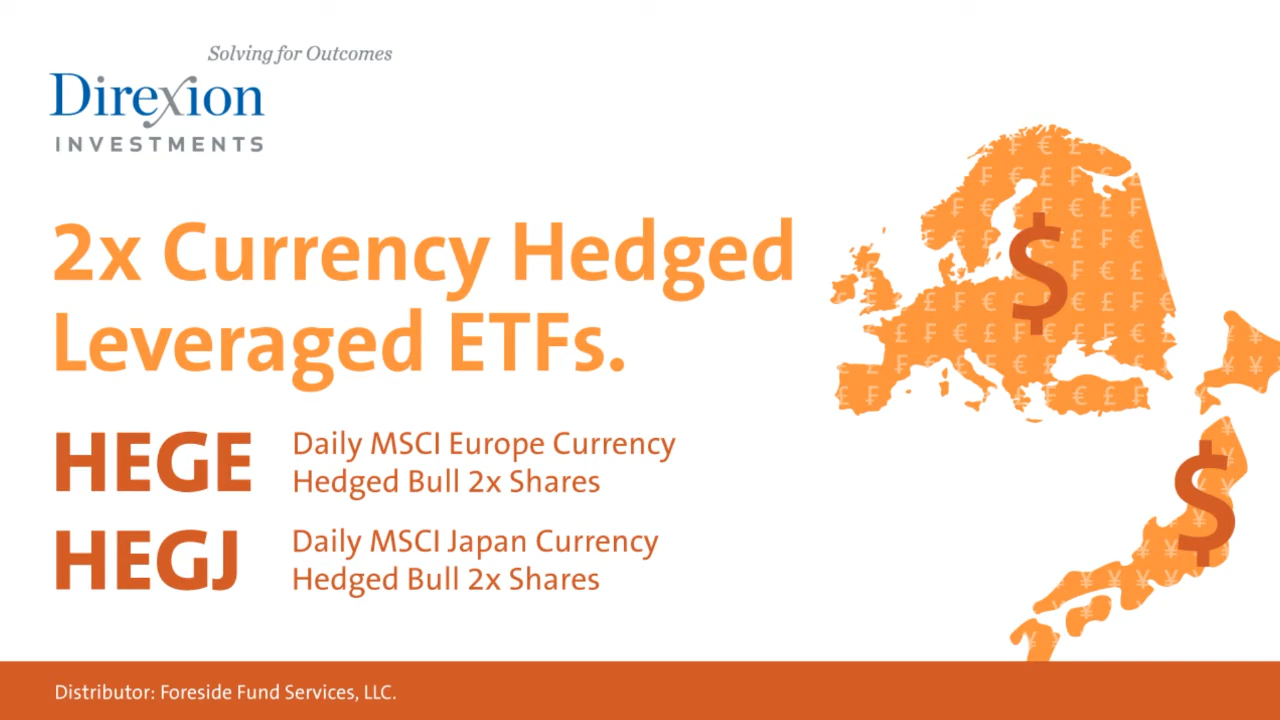 Solving for Outcomes
Direxion
INVESTMENTS
2x Currency Hedged
Leveraged ETFs.
HEGE
Daily MSCI Europe Currency
Hedged Bull 2x Shares
HEGJ
Daily MSCI Japan Currency
Hedged Bull 2x Shares
$
$
Distributor: Foreside Fund Services, LLC.